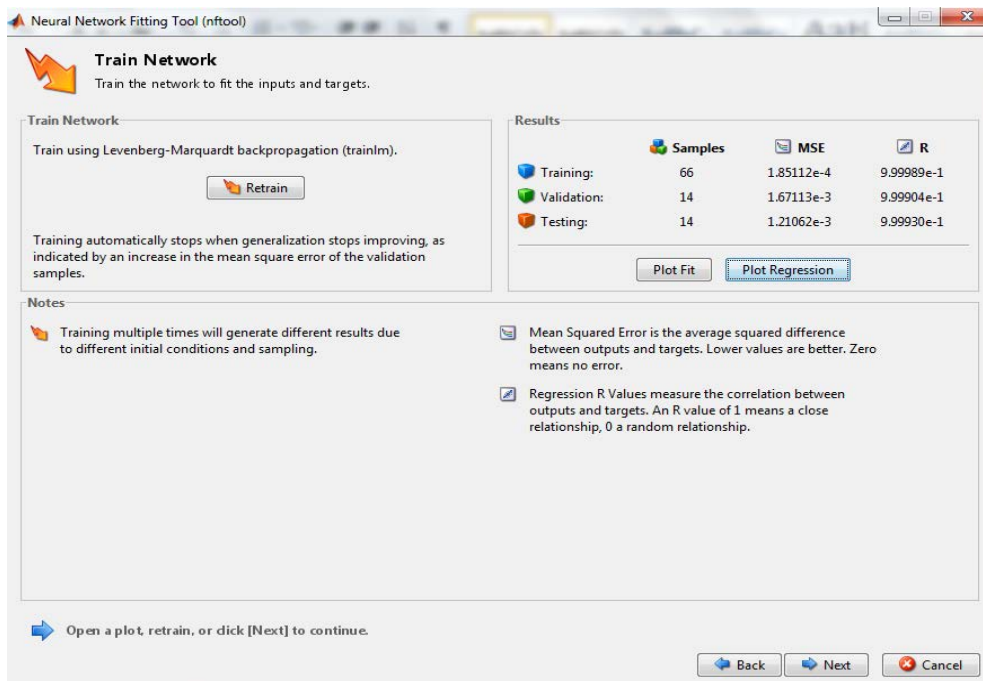 Neural Network Fitting Tool (nftool)
Train Network
Train the network to fit the inputs and targets.
Train Network
Train using Levenberg-Marquardt backpropagation (trainlm).
Retrain
Training automatically stops when generalization stops improving, as
indicated by an increase in the mean square error of the validation
samples.
Results
Samples MSE R
Training: 66 1.85112e-4 9.99989e-1
Validation: 14 1.67113e-3 9.99904e-1
Testing: 14 1.21062e-3 9.99930e-1
Plot Fit Plot Regression
Notes
Training multiple times will generate different results due
to different initial conditions and sampling.
Mean Squared Error is the average squared difference
between outputs and targets. Lower values are better. Zero
means no error.
Regression R Values measure the correlation between
outputs and targets. An R value of 1 means a close
relationship, 0 a random relationship.
Open a plot, retrain, or click [Next] to continue.
Back Next Cancel